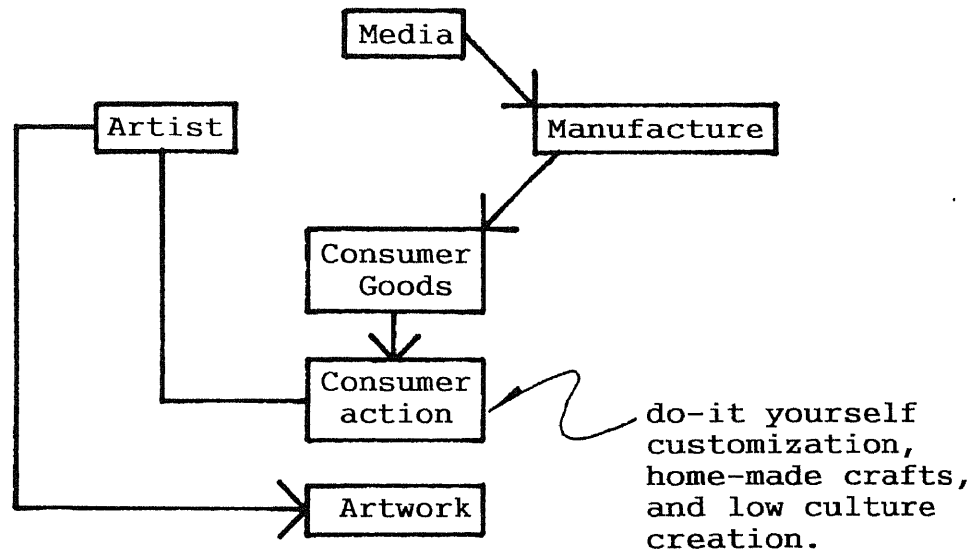 Media
Artist
Manufacture
Consumer
Goods
Consumer
action
do-it yourself
customization,
home-made crafts,
and low culture
creation.
Artwork